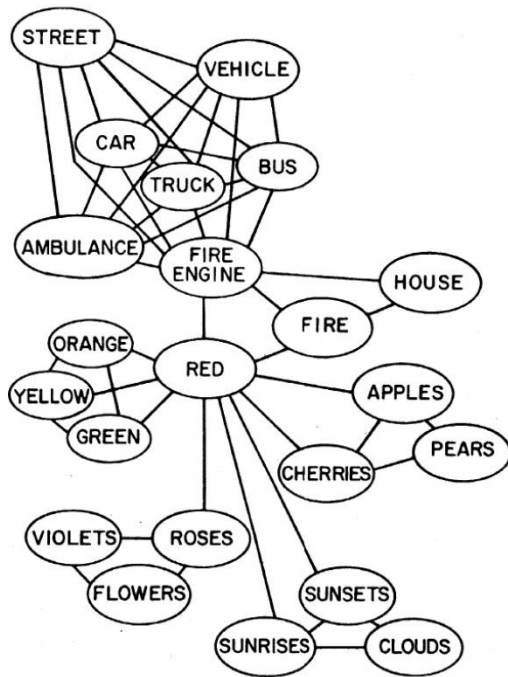 STREET
VEHICLE
CAR
BUS
TRUCK
AMBULANCE
FIRE
ENGINE
HOUSE
FIRE
ORANGE
RED
YELLOW
APPLES
GREEN
PEARS
CHERRIES
VIOLETS
ROSES
FLOWERS
SUNSETS
SUNRISES
CLOUDS